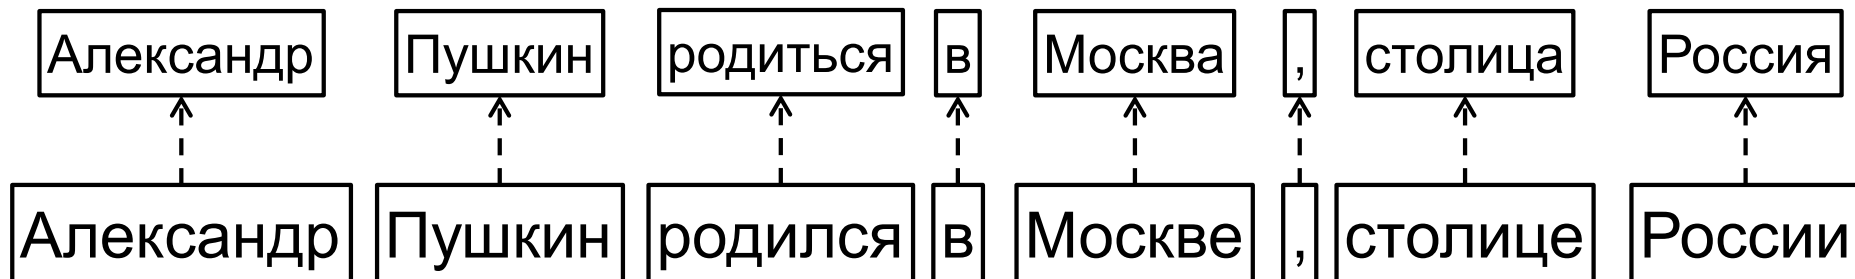 Александр Пушкин родиться в Москва , столица Россия
Александр Пушкин родился в Москве , столице России